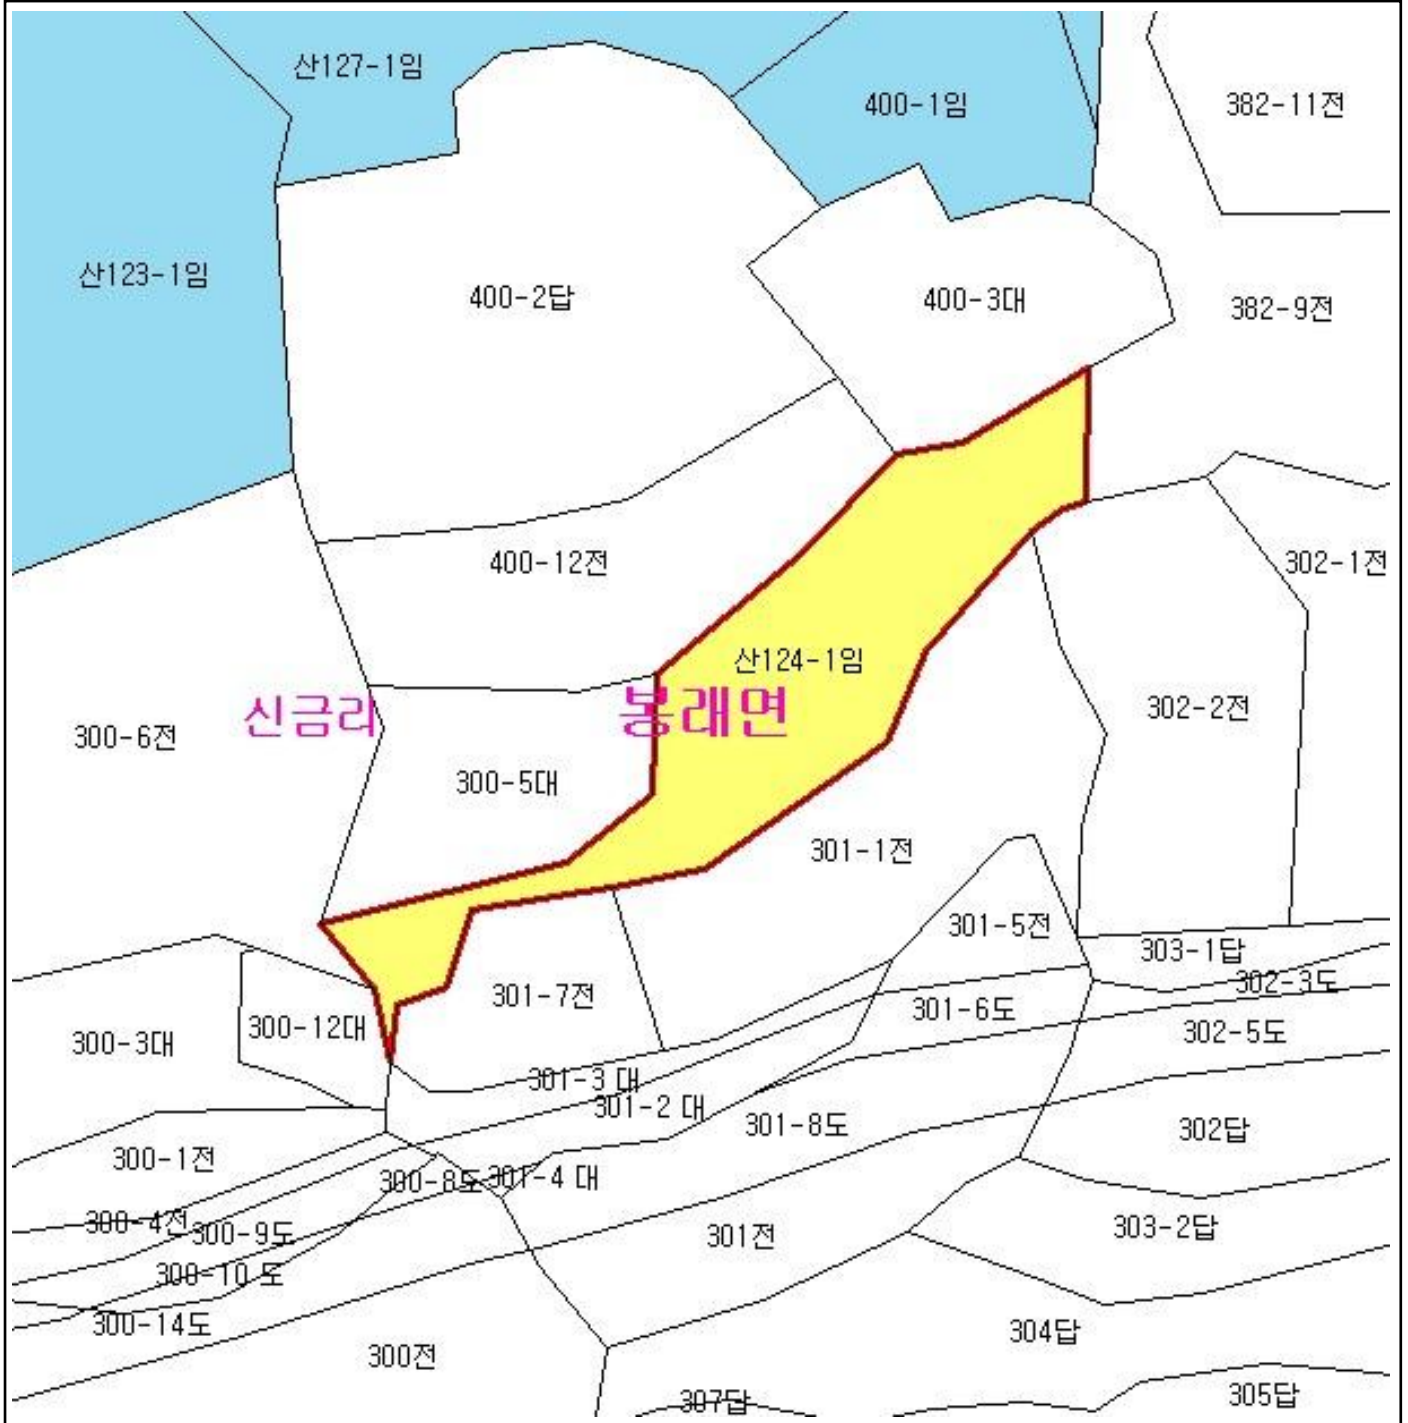 산127-1임
400-1임
382-11전
산123-1임
400-2답
400-3대
382-9전
400-12전
302-1전
산124-1임
신금리
봉래면
300-6전
302-2전
300-5대
301-1전
301-5전
303-1답
302-3도
301-7전
301-6도
300-3대
300-12대
302-5도
301-3 대
301-2 대
301-8도
302답
300-1전
300-8도
301-4 대
300-4전
300-9도
301전
303-2답
300-10 도
300-14도
304답
300전
307답
305답